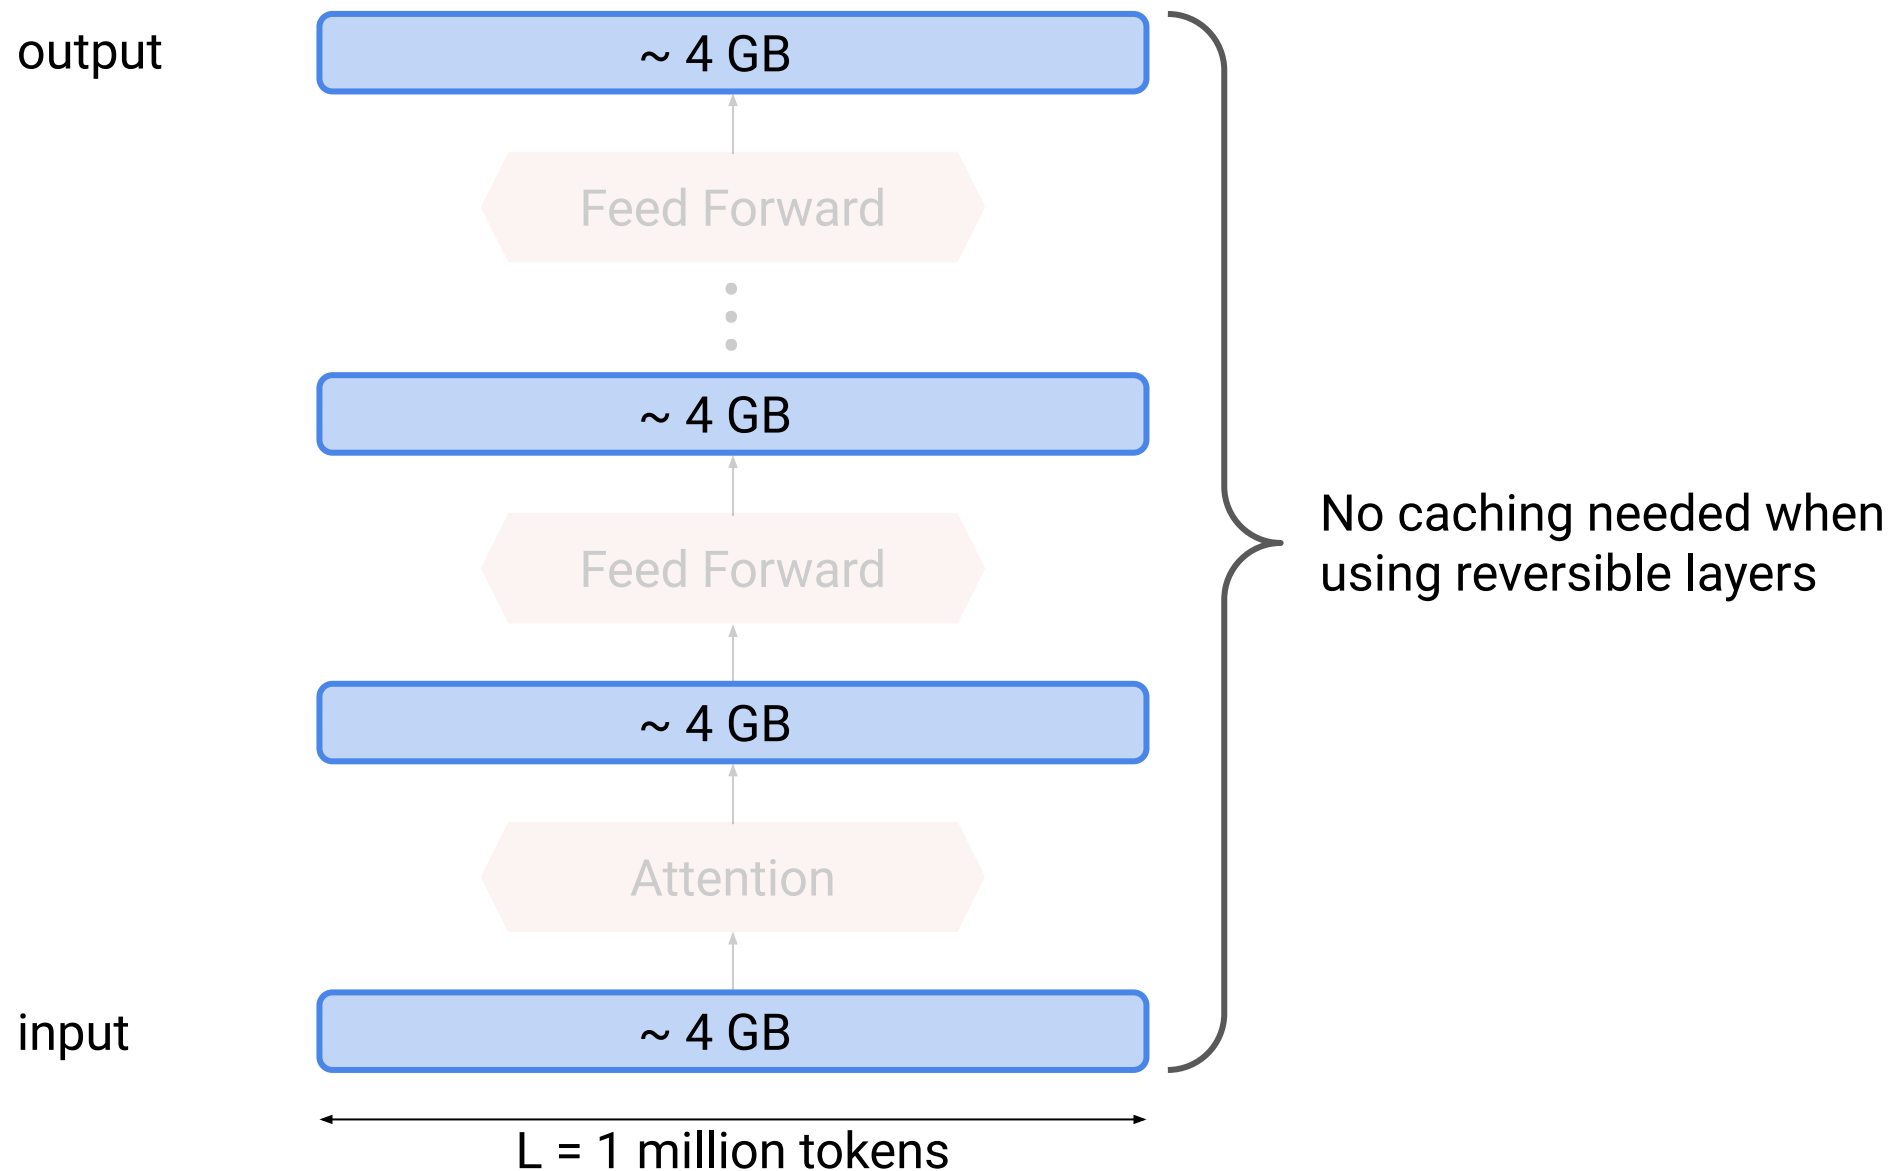 output
~ 4 GB
Feed Forward
~ 4 GB
No caching needed when
using reversible layers
Feed Forward
~ 4 GB
Attention
input
~ 4 GB
L = 1 million tokens